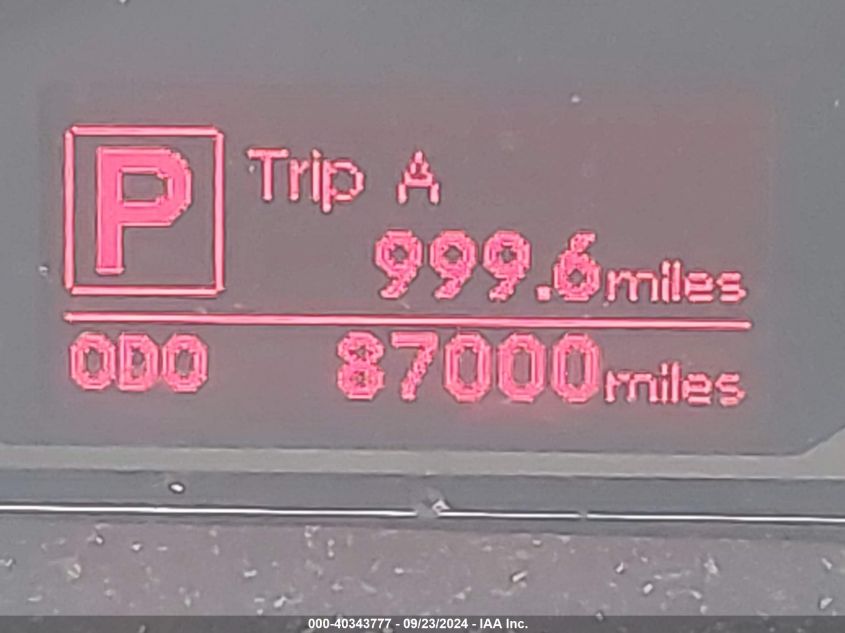 P
Trip A
999.6miles
ODO 87000miles
000-40343777 - 09/23/2024 - IAA Inc.